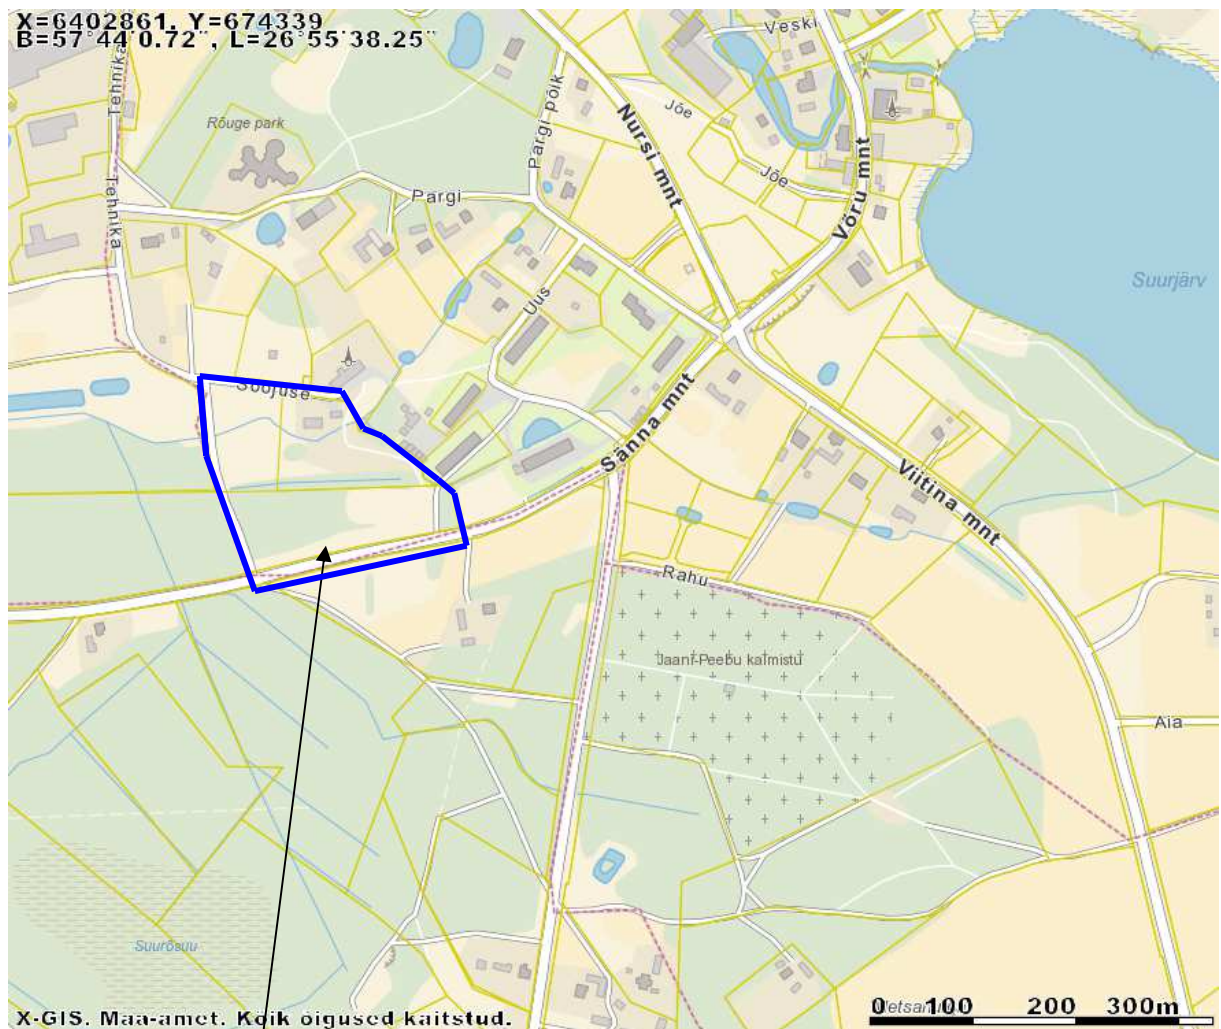 X=6402861, Y=674339
B=57°44'0.72", L=26°55'38.25"
Veski
Tehnika
Rõuge park
Pargi põik
Jõe
Nursi mnt
Jõe
Võru mnt
Tehnika
Pargi
Suurjärv
Uus
Soojuse
Sänna mnt
Viitina mnt
Rahu
Jaani-Peebu kalmistu
Aia
Suurõsuu
X-GIS. Maa-amet. Kõik õigused kaitstud.
0 100 200 300m